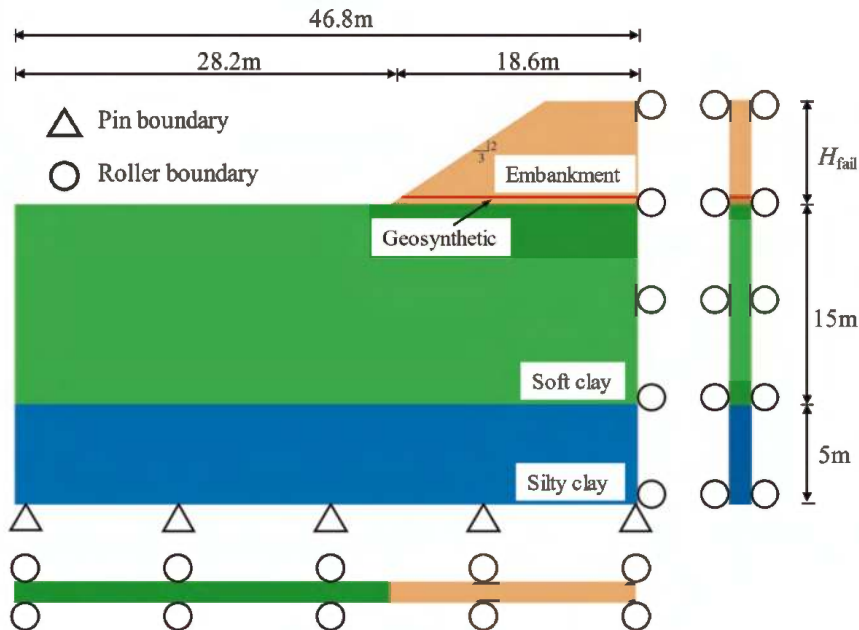 46.8m
28.2m
18.6m
Pin boundary
Roller boundary
2
3
Embankment
Geosynthetic
H_fail
15m
Soft clay
5m
Silty clay